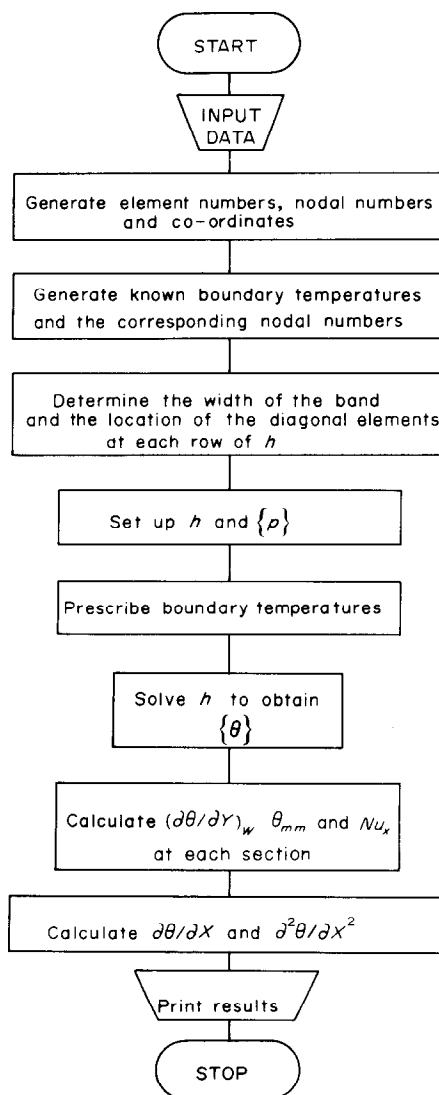 START
INPUT
DATA
Generate element numbers, nodal numbers
and co-ordinates
Generate known boundary temperatures
and the corresponding nodal numbers
Determine the width of the band
and the location of the diagonal elements
at each row of h
Set up h and {p}
Prescribe boundary temperatures
Solve h to obtain
{θ}
Calculate (∂θ/∂Y)w θmm and Nux
at each section
Calculate ∂θ/∂X and ∂²θ/∂X²
Print results
STOP